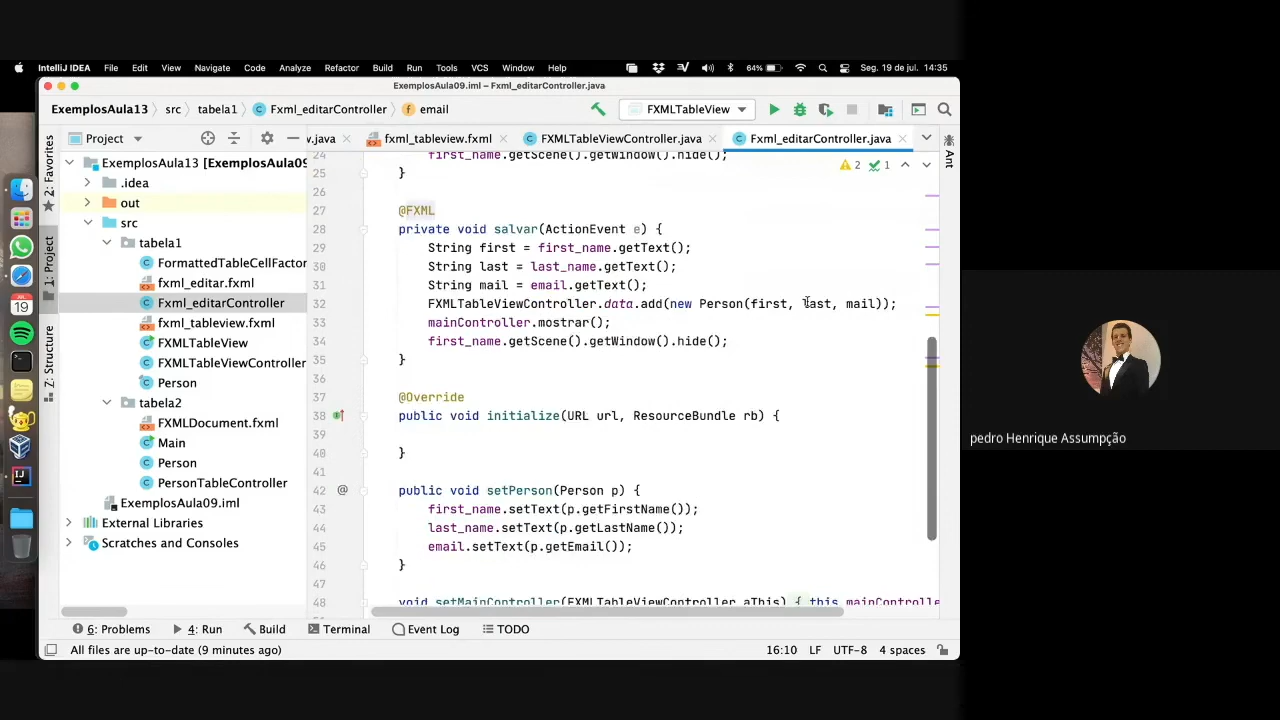 IntelliJ IDEA File Edit View Navigate Code Analyze Refactor Build Run Tools VCS Window Help 64% Seg. 19 de jul. 14:35
ExemplosAula09.iml – Fxml_editarController.java
ExemplosAula13 src tabela1 Fxml_editarController email FXMLTableView
Project .java fxml_tableview.fxml FXMLTableViewController.java Fxml_editarController.java
2: Favorites
1: Project
Z: Structure
Ant
19
ExemplosAula13 [ExemplosAula09
.idea
out
src
tabela1
FormattedTableCellFactor
fxml_editar.fxml
Fxml_editarController
fxml_tableview.fxml
FXMLTableView
FXMLTableViewController
Person
tabela2
FXMLDocument.fxml
Main
Person
PersonTableController
ExemplosAula09.iml
External Libraries
Scratches and Consoles
2 1
24 first_name.getScene().getWindow().hide();
25 }
26
27 @FXML
28 private void salvar(ActionEvent e) {
29 String first = first_name.getText();
30 String last = last_name.getText();
31 String mail = email.getText();
32 FXMLTableViewController.data.add(new Person(first, last, mail));
33 mainController.mostrar();
34 first_name.getScene().getWindow().hide();
35 }
36
37 @Override
38 public void initialize(URL url, ResourceBundle rb) {
39
40 }
41
42 @ public void setPerson(Person p) {
43 first_name.setText(p.getFirstName());
44 last_name.setText(p.getLastName());
45 email.setText(p.getEmail());
46 }
47
48 void setMainController(FXMLTableViewController aThis) { this.mainControlle
6: Problems 4: Run Build Terminal Event Log TODO
All files are up-to-date (9 minutes ago) 16:10 LF UTF-8 4 spaces
pedro Henrique Assumpção